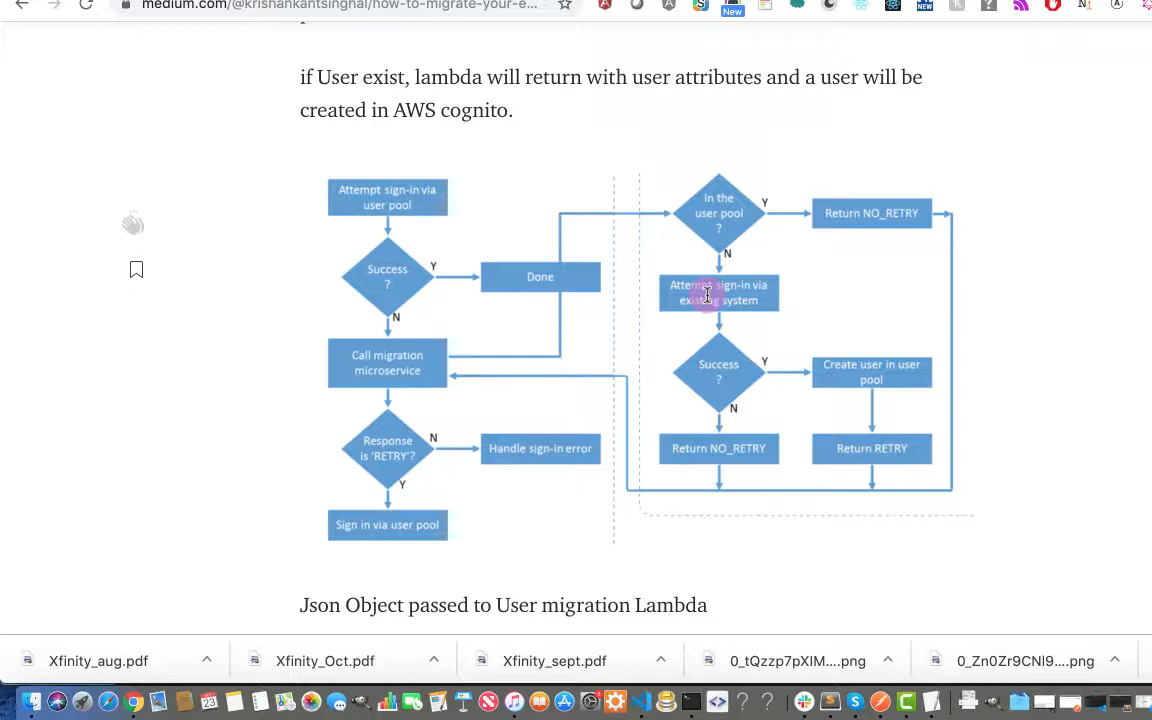 medium.com/@krishankantsinghal/how-to-migrate-your-e...
New
if User exist, lambda will return with user attributes and a user will be
created in AWS cognito.
Attempt sign-in via
user pool
Success
?
Y
Done
N
Call migration
microservice
Response
is 'RETRY'?
N
Handle sign-in error
Y
Sign in via user pool
In the
user pool
?
Y
Return NO_RETRY
N
Attempt sign-in via
existing system
Success
?
Y
Create user in user
pool
N
Return NO_RETRY
Return RETRY
Json Object passed to User migration Lambda
Xfinity_aug.pdf
Xfinity_Oct.pdf
Xfinity_sept.pdf
0_tQzzp7pXIM....png
0_Zn0Zr9CNI9....png